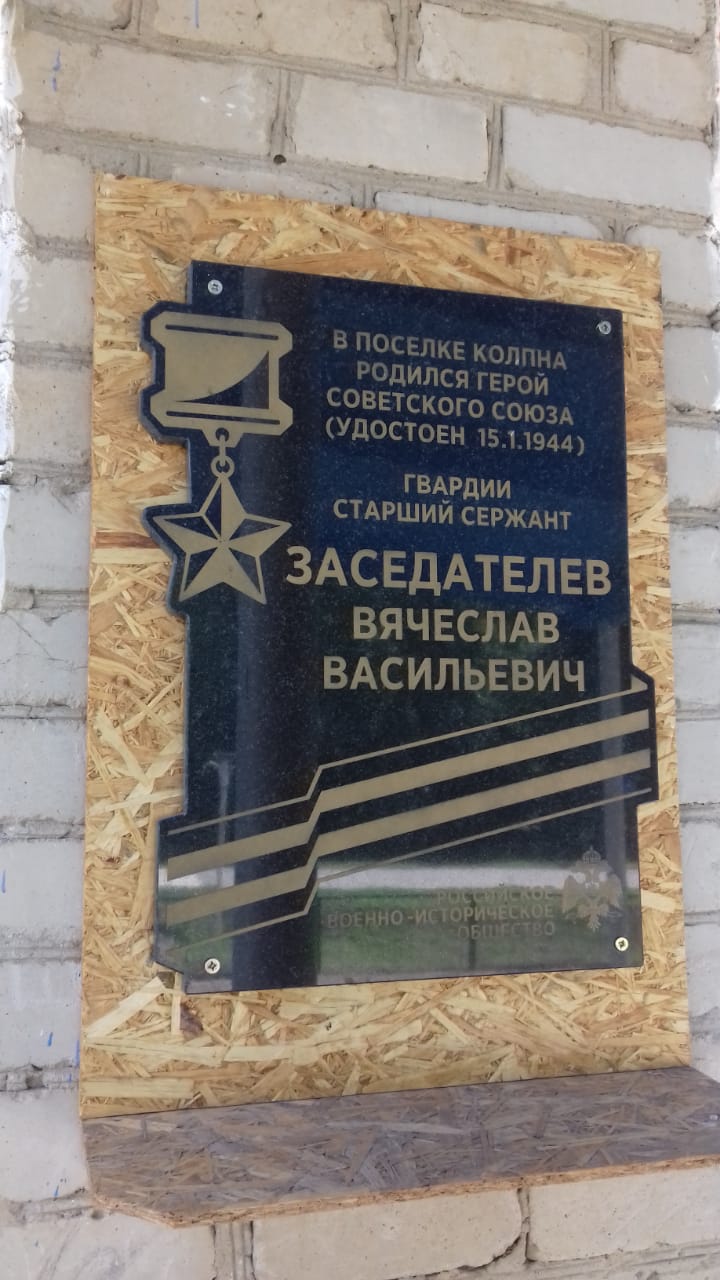 В ПОСЕЛКЕ КОЛПНА
РОДИЛСЯ ГЕРОЙ
СОВЕТСКОГО СОЮЗА
(УДОСТОЕН 15.1.1944)
ГВАРДИИ
СТАРШИЙ СЕРЖАНТ
ЗАСЕДАТЕЛЕВ
ВЯЧЕСЛАВ
ВАСИЛЬЕВИЧ
РОССИЙСКОЕ
ВОЕННО-ИСТОРИЧЕСКОЕ
ОБЩЕСТВО